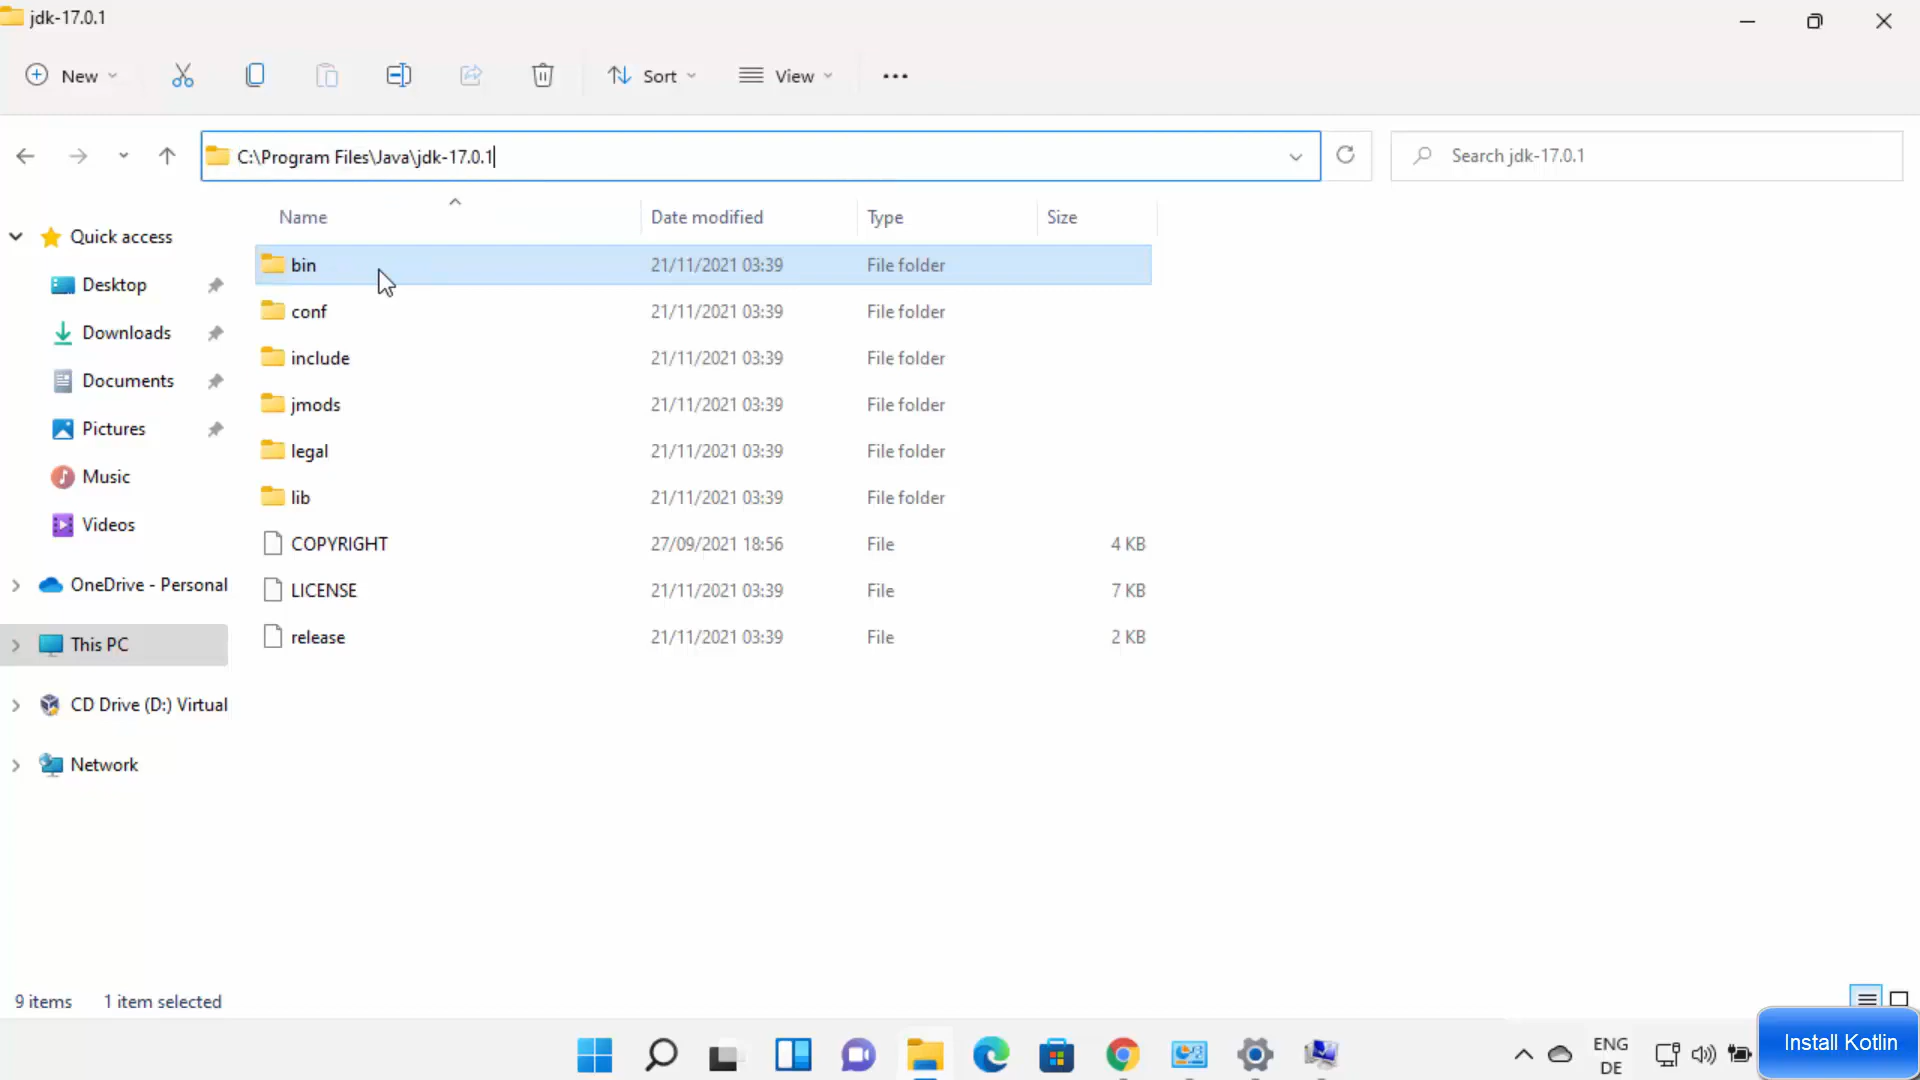 jdk-17.0.1
New
Sort
View
C:\Program Files\Java\jdk-17.0.1
Search jdk-17.0.1
Name Date modified Type Size
Quick access
Desktop
Downloads
Documents
Pictures
Music
Videos
OneDrive - Personal
This PC
CD Drive (D:) Virtual
Network
bin 21/11/2021 03:39 File folder
conf 21/11/2021 03:39 File folder
include 21/11/2021 03:39 File folder
jmods 21/11/2021 03:39 File folder
legal 21/11/2021 03:39 File folder
lib 21/11/2021 03:39 File folder
COPYRIGHT 27/09/2021 18:56 File 4 KB
LICENSE 21/11/2021 03:39 File 7 KB
release 21/11/2021 03:39 File 2 KB
9 items 1 item selected
ENG
DE
Install Kotlin